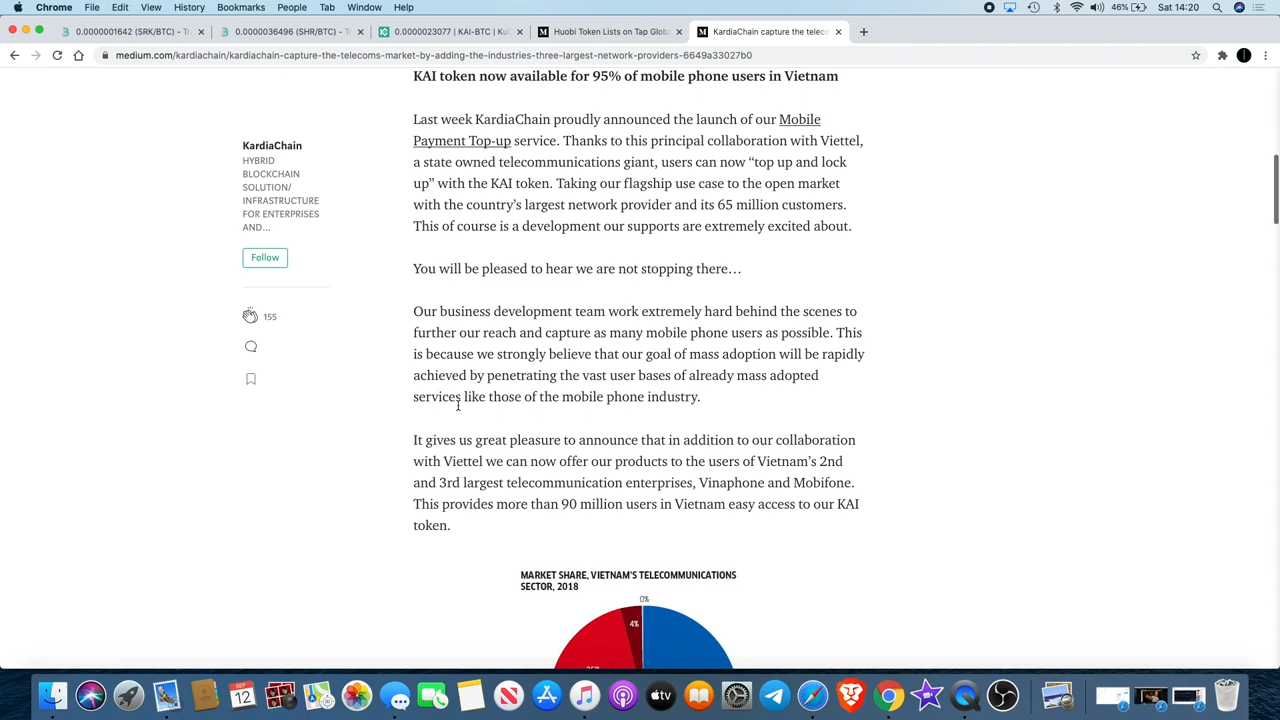 Chrome File Edit View History Bookmarks People Tab Window Help 46% Sat 14:20
0.0000001642 (SRK/BTC) - Tr
0.0000036496 (SHR/BTC) - T
0.000023077 | KAI-BTC | Ku
Huobi Token Lists on Tap Glob
KardiaChain capture the teleco
medium.com/kardiachain/kardiachain-capture-the-telecoms-market-by-adding-the-industries-three-largest-network-providers-6649a33027b0
KAI token now available for 95% of mobile phone users in Vietnam
KardiaChain
HYBRID
BLOCKCHAIN
SOLUTION/
INFRASTRUCTURE
FOR ENTERPRISES
AND...
Follow
155
Last week KardiaChain proudly announced the launch of our Mobile
Payment Top-up service. Thanks to this principal collaboration with Viettel,
a state owned telecommunications giant, users can now “top up and lock
up” with the KAI token. Taking our flagship use case to the open market
with the country’s largest network provider and its 65 million customers.
This of course is a development our supports are extremely excited about.
You will be pleased to hear we are not stopping there…
Our business development team work extremely hard behind the scenes to
further our reach and capture as many mobile phone users as possible. This
is because we strongly believe that our goal of mass adoption will be rapidly
achieved by penetrating the vast user bases of already mass adopted
services like those of the mobile phone industry.
It gives us great pleasure to announce that in addition to our collaboration
with Viettel we can now offer our products to the users of Vietnam’s 2nd
and 3rd largest telecommunication enterprises, Vinaphone and Mobifone.
This provides more than 90 million users in Vietnam easy access to our KAI
token.
MARKET SHARE, VIETNAM'S TELECOMMUNICATIONS
SECTOR, 2018
0%
4%
SEP
12
tv